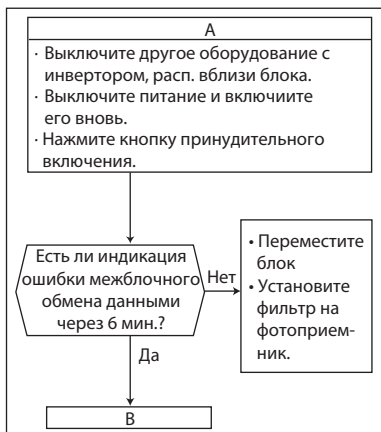 A
· Выключите другое оборудование с
инвертором, расп. вблизи блока.
· Выключите питание и включиите
его вновь.
· Нажмите кнопку принудительного
включения.
Есть ли индикация
ошибки межблочного
обмена данными
через 6 мин.?
Нет
• Переместите
блок
• Установите
фильтр на
фотоприем-
ник.
Да
B